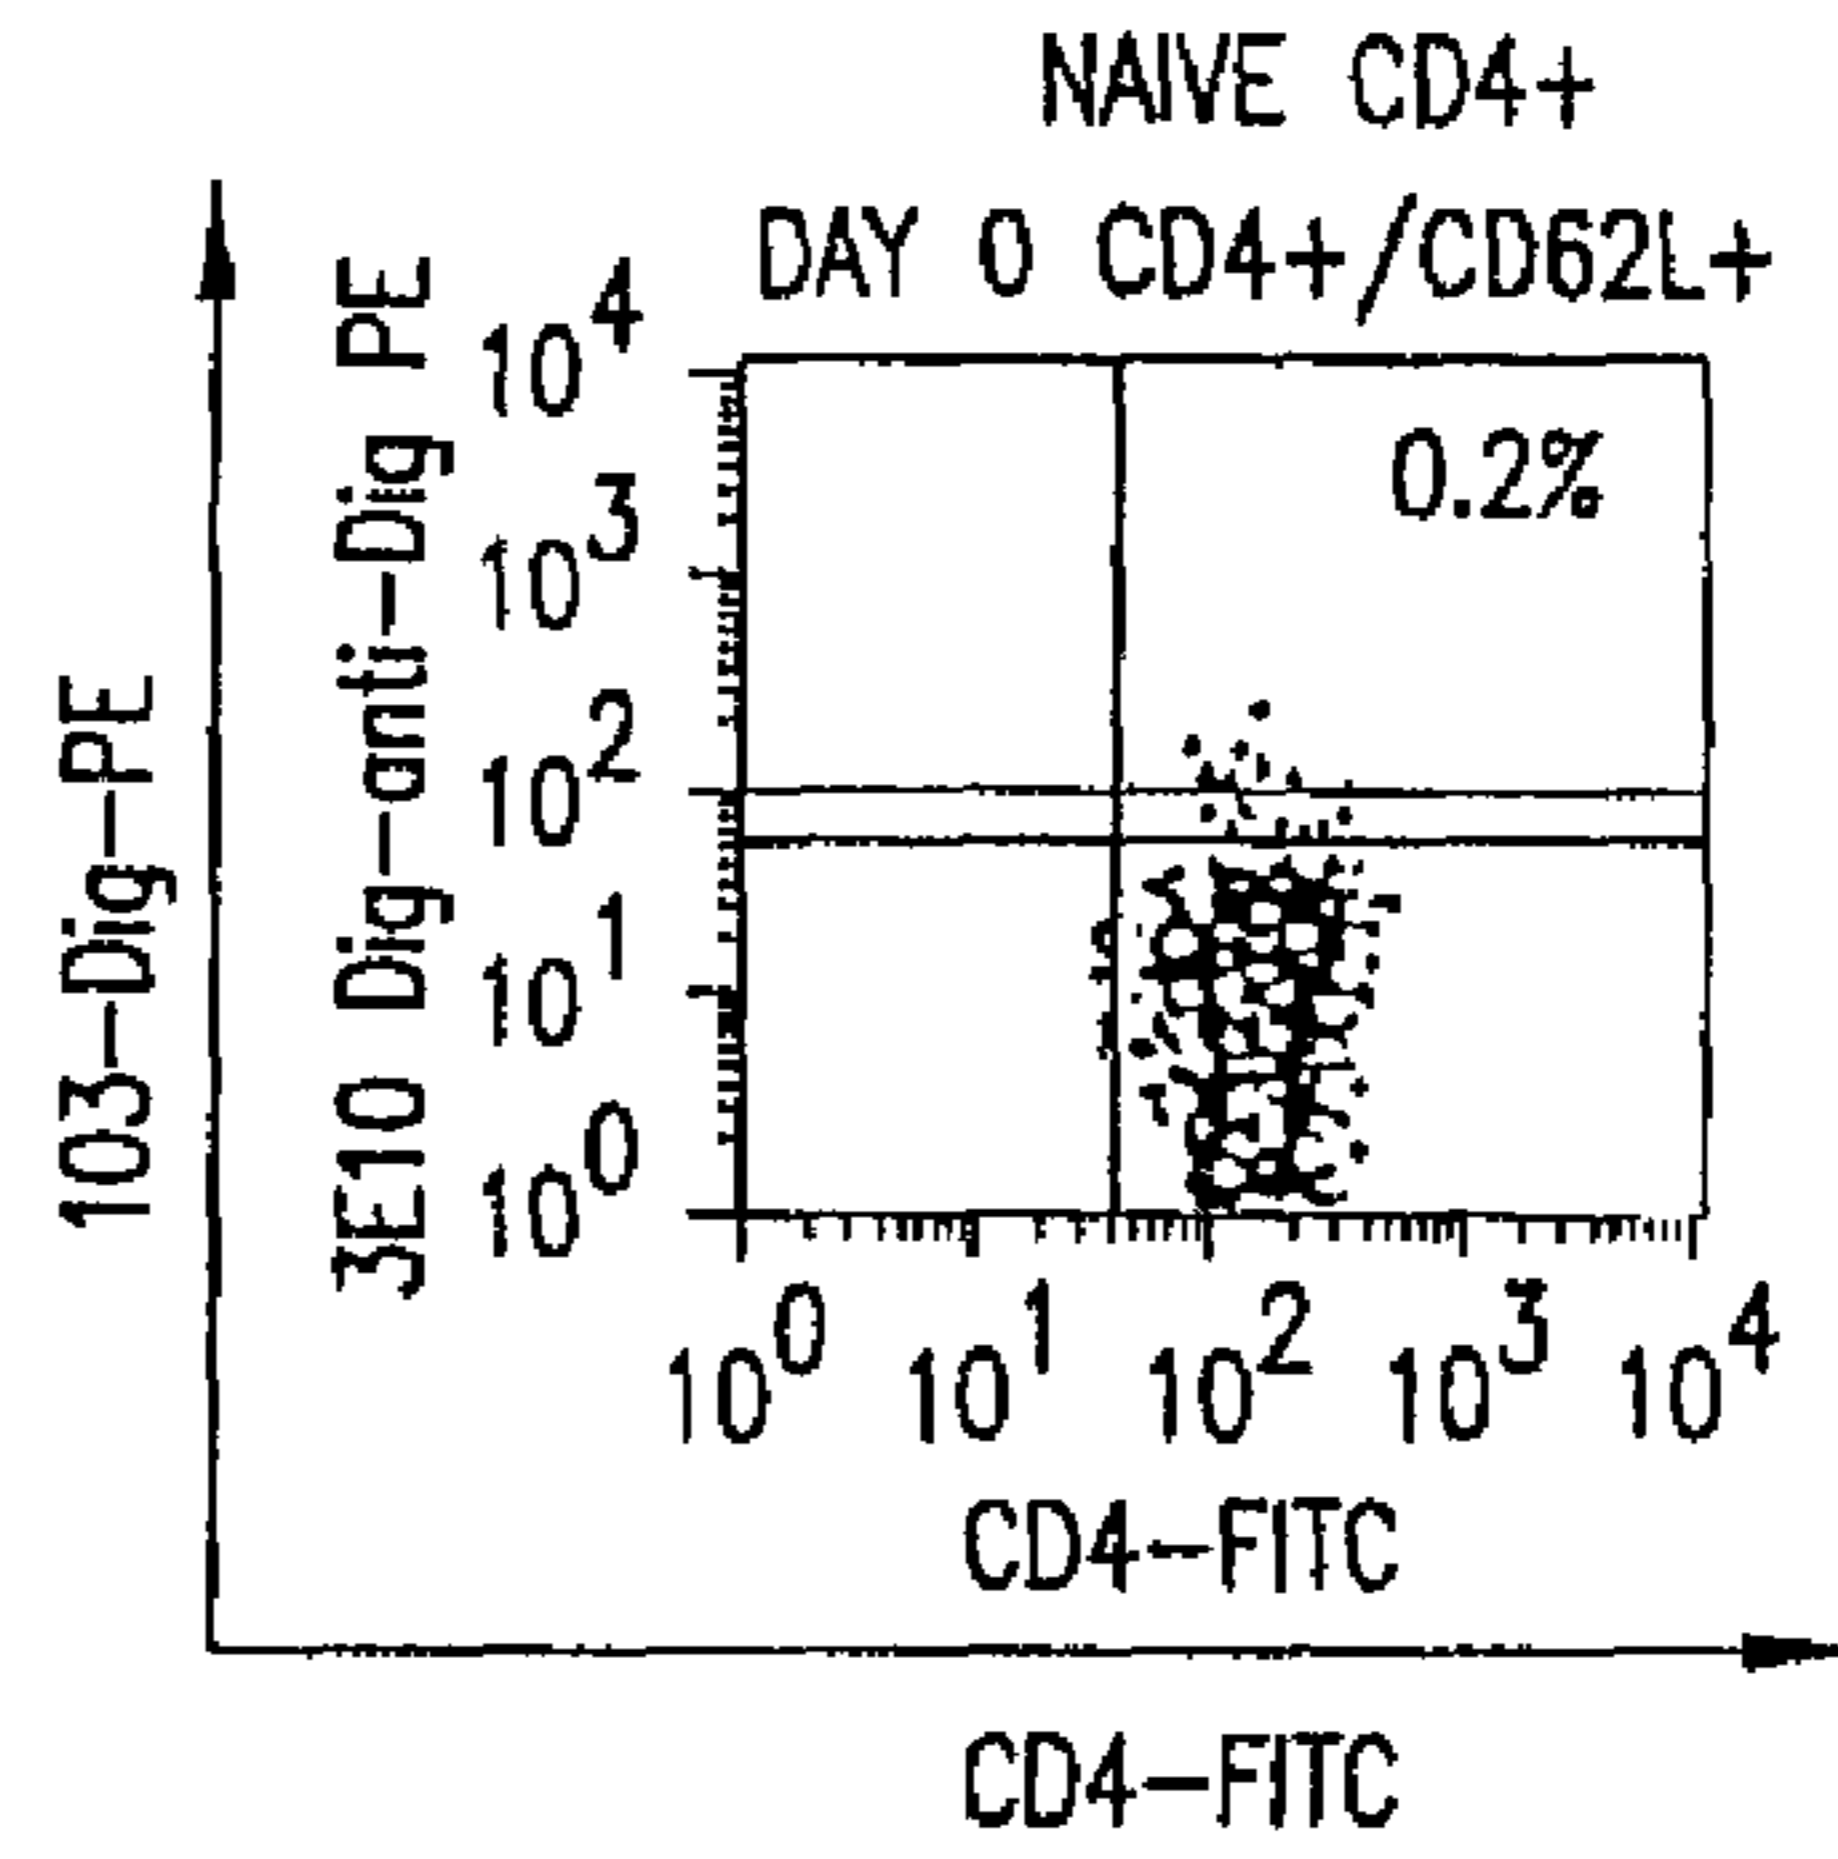 NAIVE CD4+
DAY 0 CD4+/CD62L+
103-Dig-PE
3E10 Dig-anti-Dig PE
10^4
10^3
10^2
10^1
10^0
0.2%
10^0 10^1 10^2 10^3 10^4
CD4-FITC
CD4-FITC